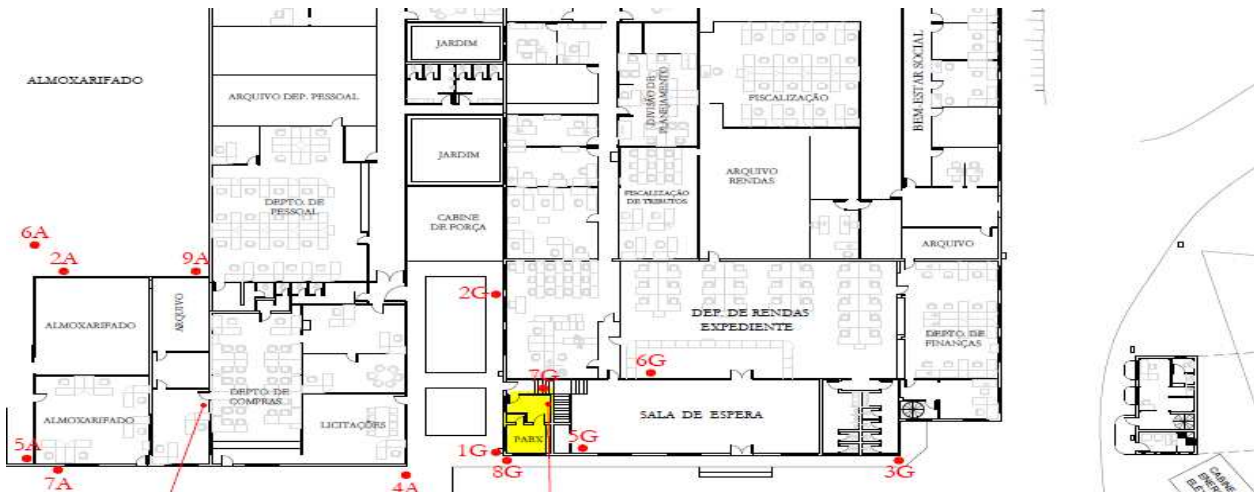 JARDIM
ALMOXARIFADO
ARQUIVO DEP. PESSOAL
DIVISÃO DE
PLANEJAMENTO
FISCALIZAÇÃO
BEM-ESTAR SOCIAL
JARDIM
ARQUIVO
RENDAS
DEPTO. DE
PESSOAL
FISCALIZAÇÃO
DE TRIBUTOS
CABINE
DE FORÇA
6A
2A
9A
ARQUIVO
2G
ALMOXARIFADO
ARQUIVO
DEP. DE RENDAS
EXPEDIENTE
DEPTO. DE
FINANÇAS
6G
7G
DEPTO. DE
COMPRAS
ALMOXARIFADO
LICITAÇÕES
SALA DE ESPERA
PABX
5A
7A
4A
1G
8G
5G
3G
CABINE